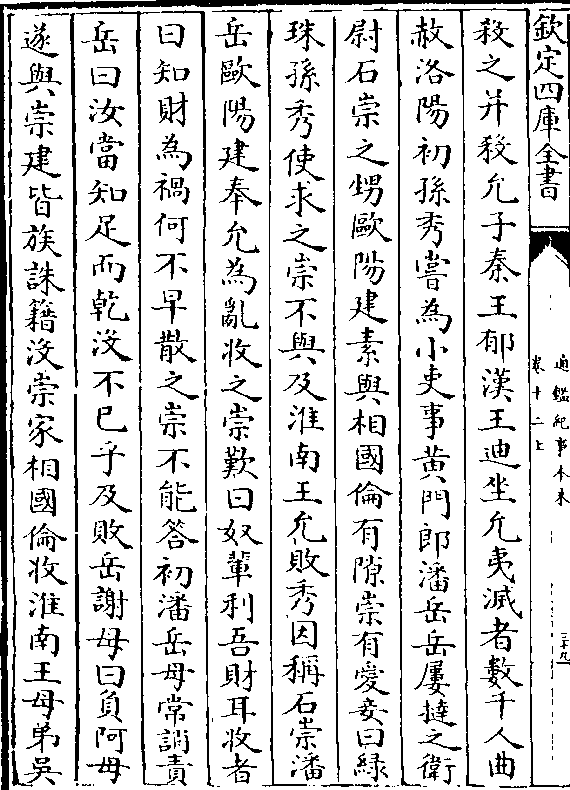 欽定四庫全書
通鑑紀事本末
卷十二上
三十九
殺之并殺允子秦王郁漢王迪坐允夷滅者數千人曲
赦洛陽初孫秀嘗為小吏事黄門郎潘岳岳屢撻之衛
尉石崇之甥歐陽建素與相國倫有隙崇有愛妾曰緑
珠孫秀使求之崇不與及淮南王允敗秀因稱石崇潘
岳歐陽建奉允為亂收之崇歎曰奴輩利吾財耳收者
曰知財為禍何不早散之崇不能答初潘岳母常誚責
岳曰汝當知足而乾沒不已乎及敗岳謝母曰負阿母
遂與崇建皆族誅籍沒崇家相國倫收淮南王母弟吳